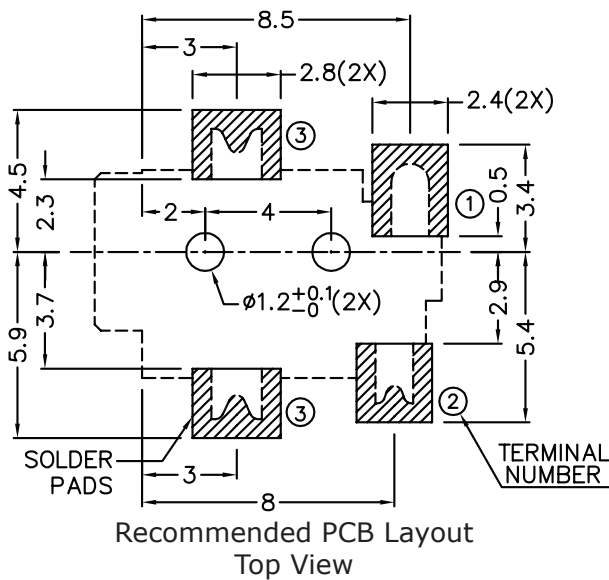 8.5
3
2.8(2X)
2.4(2X)
3
4.5
2.3
1
0.5
3.4
2
4
ø1.2+0.1-0(2X)
5.9
3.7
2.9
5.4
3
2
SOLDER
PADS
3
8
TERMINAL
NUMBER
Recommended PCB Layout
Top View